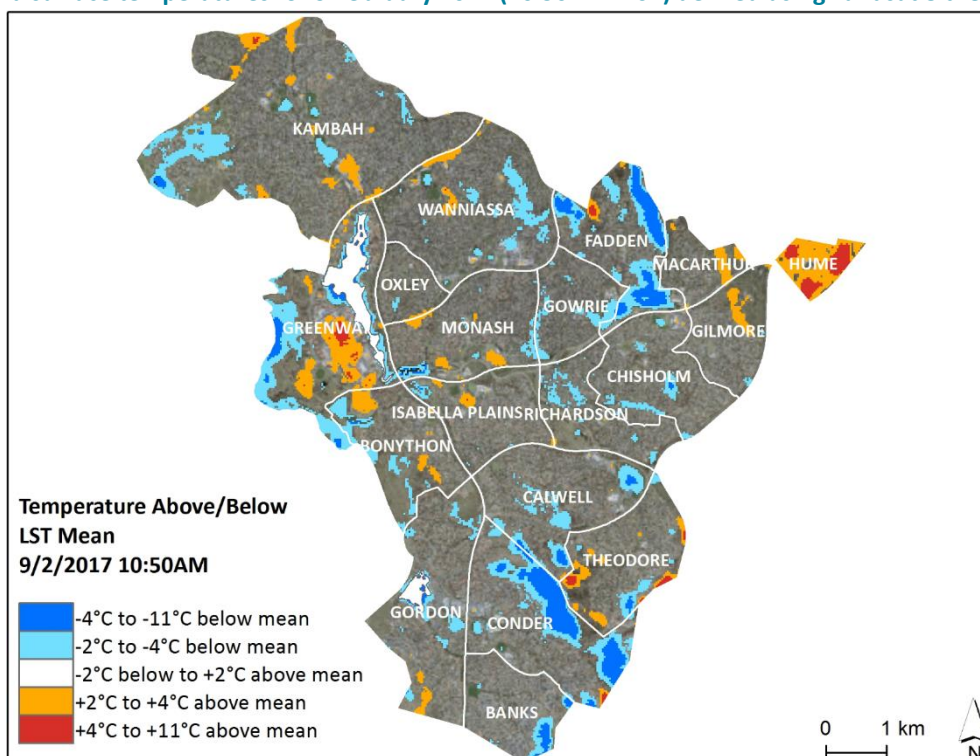 KAMBAH
WANNIASSA
FADDEN
MACARTHUR
HUME
OXLEY
GOWRIE
GREENWAY
MONASH
GILMORE
CHISHOLM
ISABELLA PLAINS
RICHARDSON
BONYTHON
CALWELL
THEODORE
GORDON
CONDER
BANKS
Temperature Above/Below
LST Mean
9/2/2017 10:50AM
-4°C to -11°C below mean
-2°C to -4°C below mean
-2°C below to +2°C above mean
+2°C to +4°C above mean
+4°C to +11°C above mean
0 1 km
N